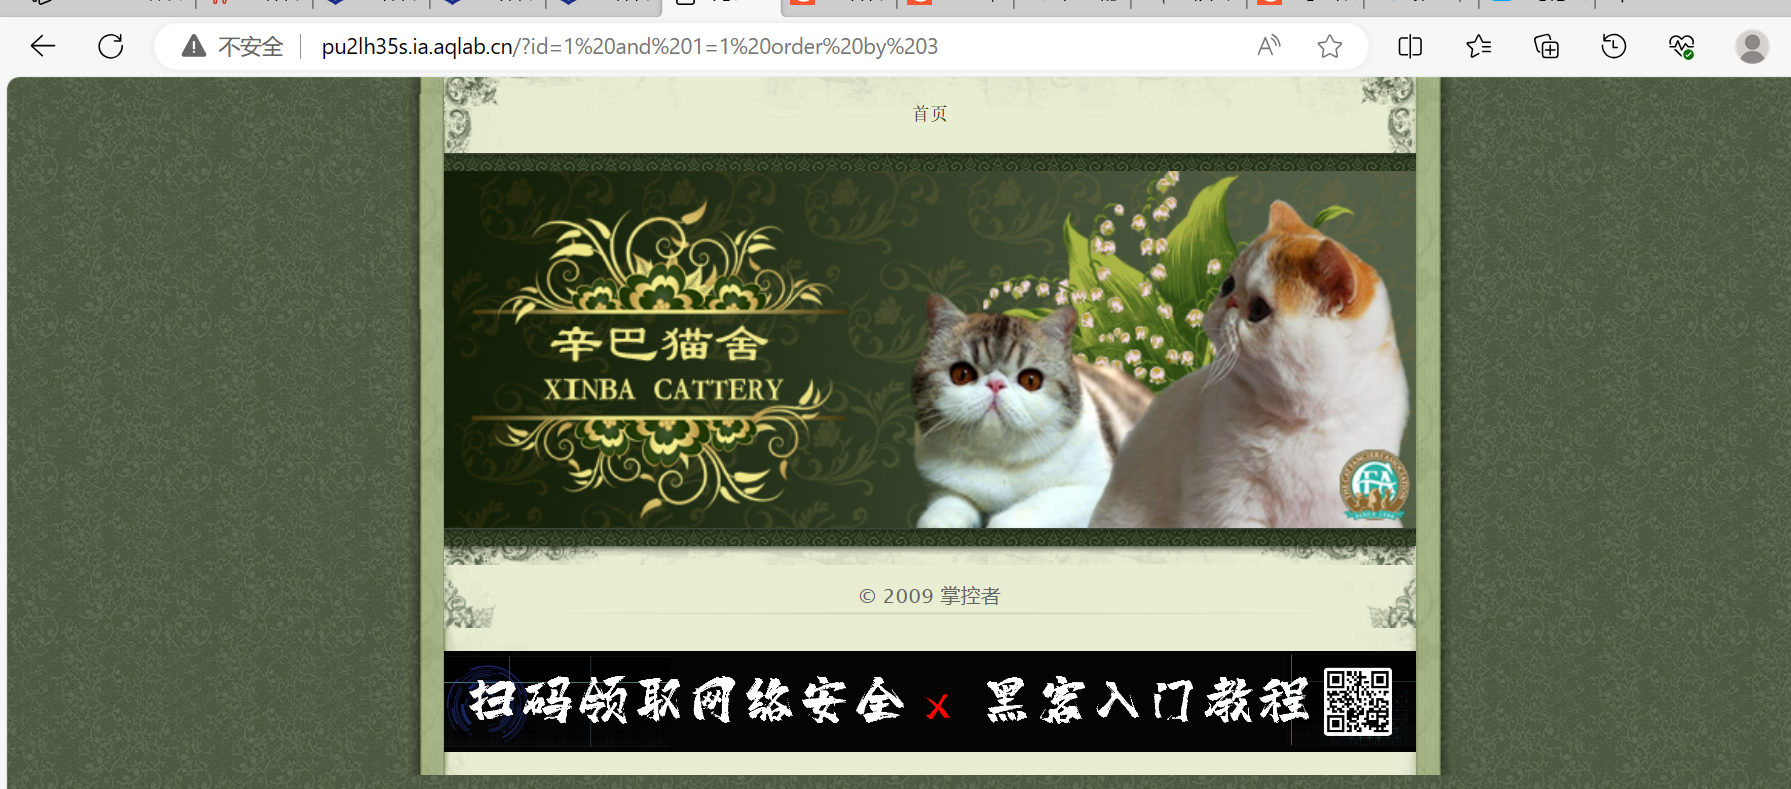 不安全
pu2lh35s.ia.aqlab.cn/?id=1%20and%201=1%20order%20by%203
首页
辛巴猫舍
XINBA CATTERY
© 2009 掌控者
扫码领取网络安全 x 黑客入门教程